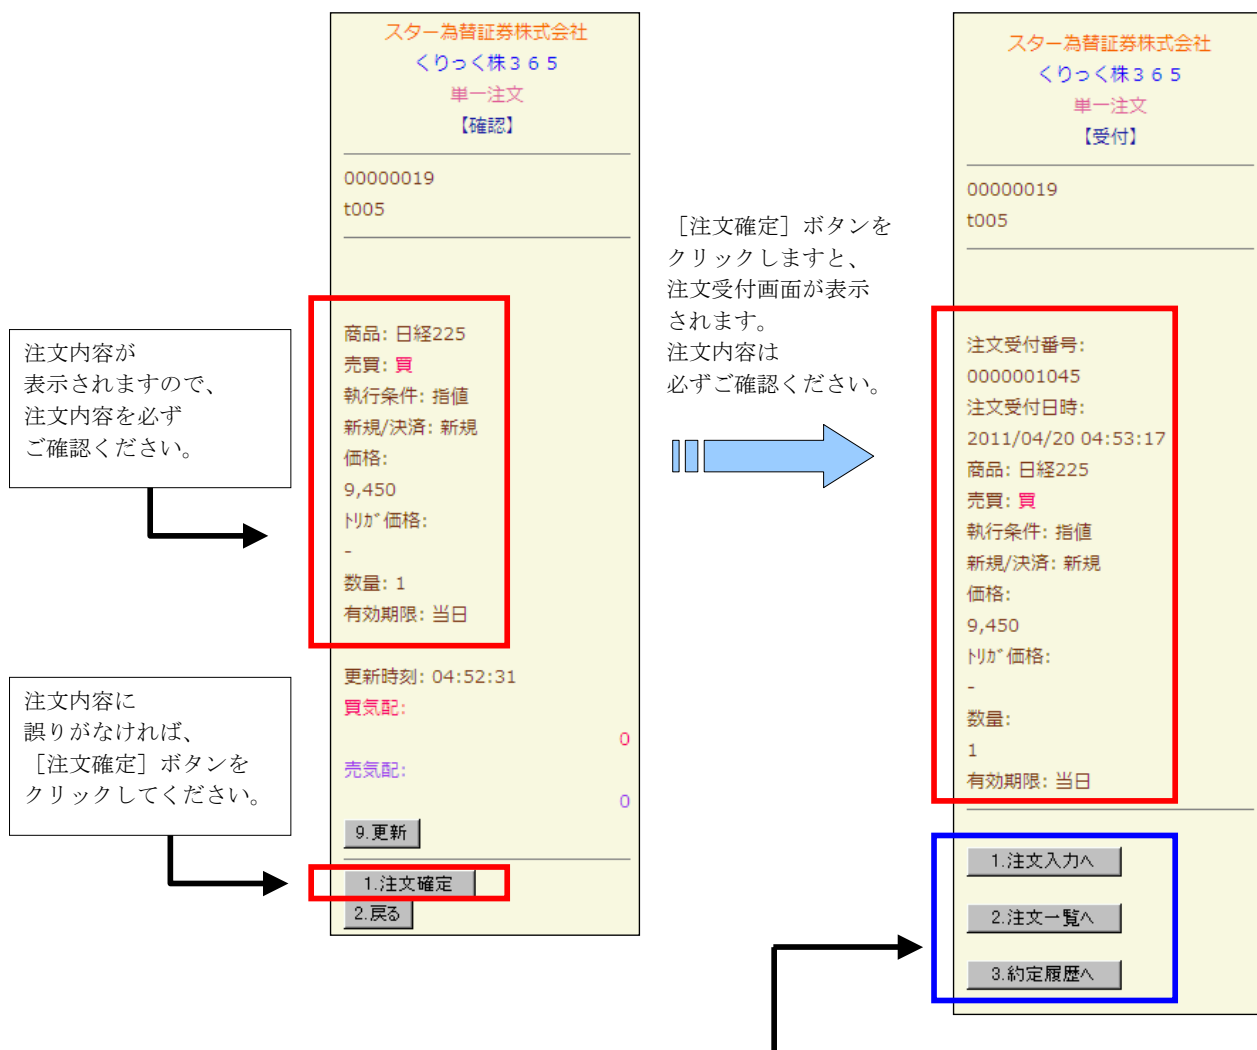 スター為替証券株式会社
くりっく株３６５
単一注文
【確認】
00000019
t005
商品: 日経225
売買: 買
執行条件: 指値
新規/決済: 新規
価格:
9,450
ﾄﾘｶﾞ価格:
-
数量: 1
有効期限: 当日
更新時刻: 04:52:31
買気配:
0
売気配:
0
9.更新
1.注文確定
2.戻る
注文内容が
表示されますので、
注文内容を必ず
ご確認ください。
注文内容に
誤りがなければ、
［注文確定］ボタンを
クリックしてください。
［注文確定］ボタンを
クリックしますと、
注文受付画面が表示
されます。
注文内容は
必ずご確認ください。
スター為替証券株式会社
くりっく株３６５
単一注文
【受付】
00000019
t005
注文受付番号:
0000001045
注文受付日時:
2011/04/20 04:53:17
商品: 日経225
売買: 買
執行条件: 指値
新規/決済: 新規
価格:
9,450
ﾄﾘｶﾞ価格:
-
数量:
1
有効期限: 当日
1.注文入力へ
2.注文一覧へ
3.約定履歴へ